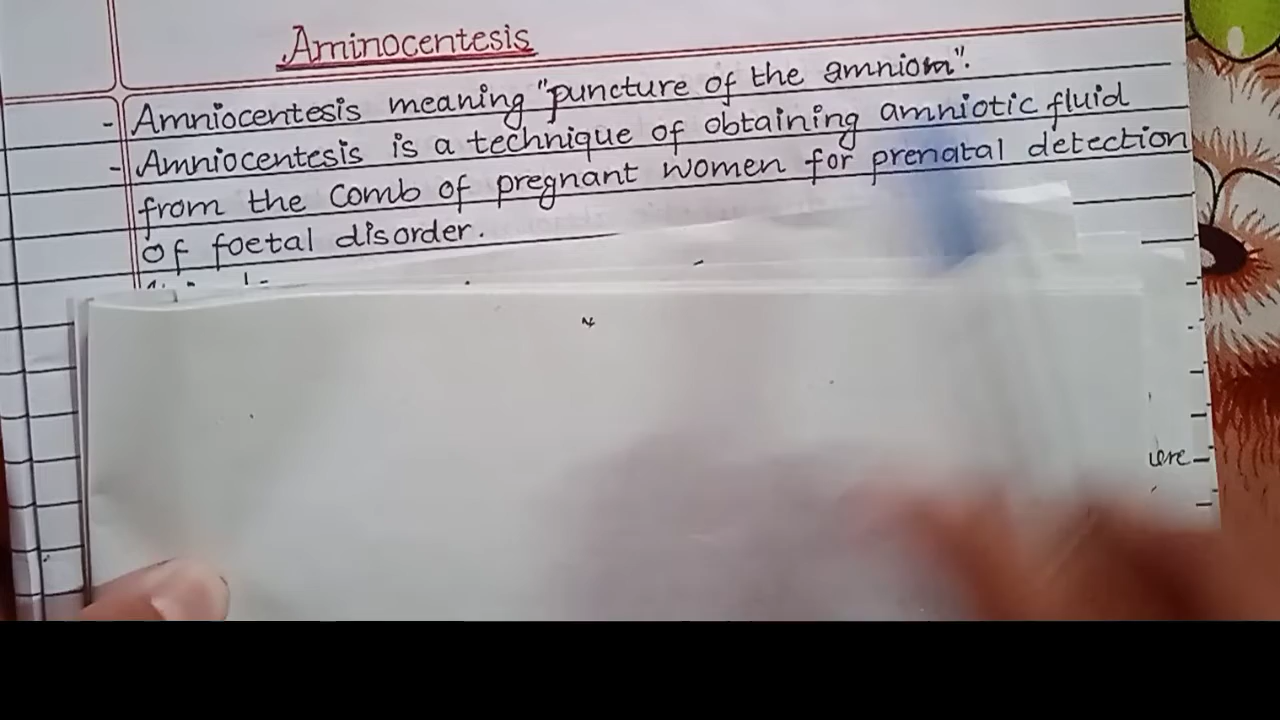 Aminocentesis
- Amniocentesis meaning "puncture of the amnion".
- Amniocentesis is a technique of obtaining amniotic fluid
from the comb of pregnant women for prenatal detection
of foetal disorder.